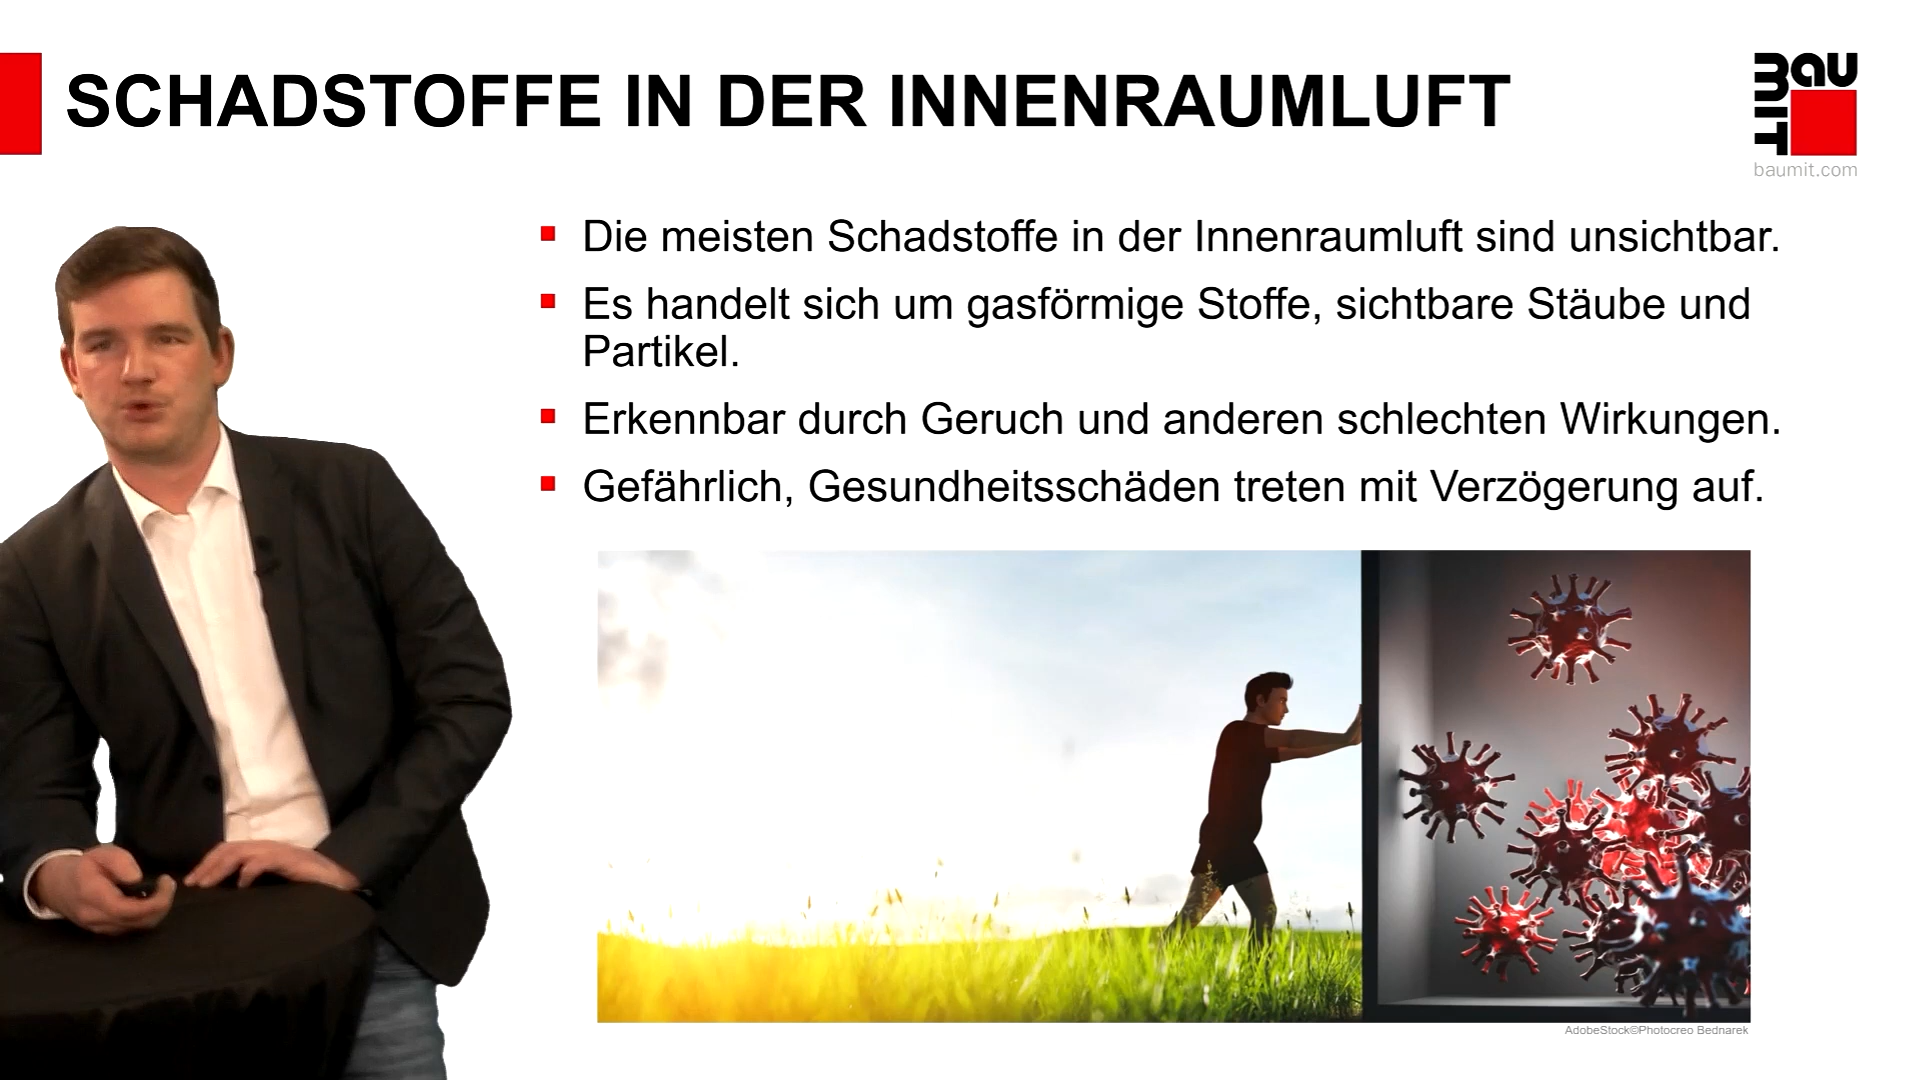 SCHADSTOFFE IN DER INNENRAUMLUFT
bau
mit
baumit.com
Die meisten Schadstoffe in der Innenraumluft sind unsichtbar.
Es handelt sich um gasförmige Stoffe, sichtbare Stäube und
Partikel.
Erkennbar durch Geruch und anderen schlechten Wirkungen.
Gefährlich, Gesundheitsschäden treten mit Verzögerung auf.
AdobeStock©Photocreo Bednarek